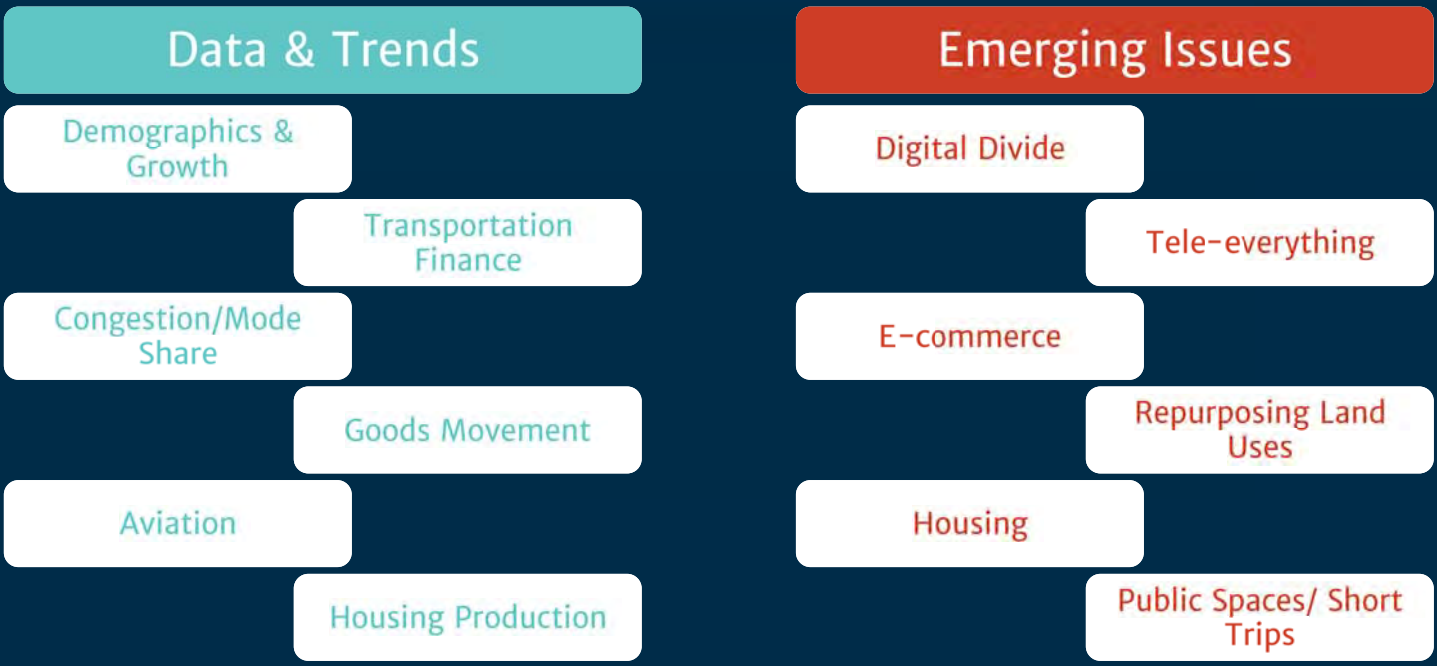 Data & Trends
Demographics &
Growth
Transportation
Finance
Congestion/Mode
Share
Goods Movement
Aviation
Housing Production
Emerging Issues
Digital Divide
Tele-everything
E-commerce
Repurposing Land
Uses
Housing
Public Spaces/ Short
Trips